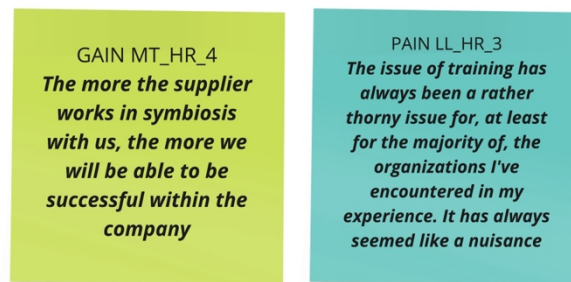 GAIN MT_HR_4
The more the supplier
works in symbiosis
with us, the more we
will be able to be
successful within the
company
PAIN LL_HR_3
The issue of training has
always been a rather
thorny issue for, at least
for the majority of, the
organizations I've
encountered in my
experience. It has always
seemed like a nuisance